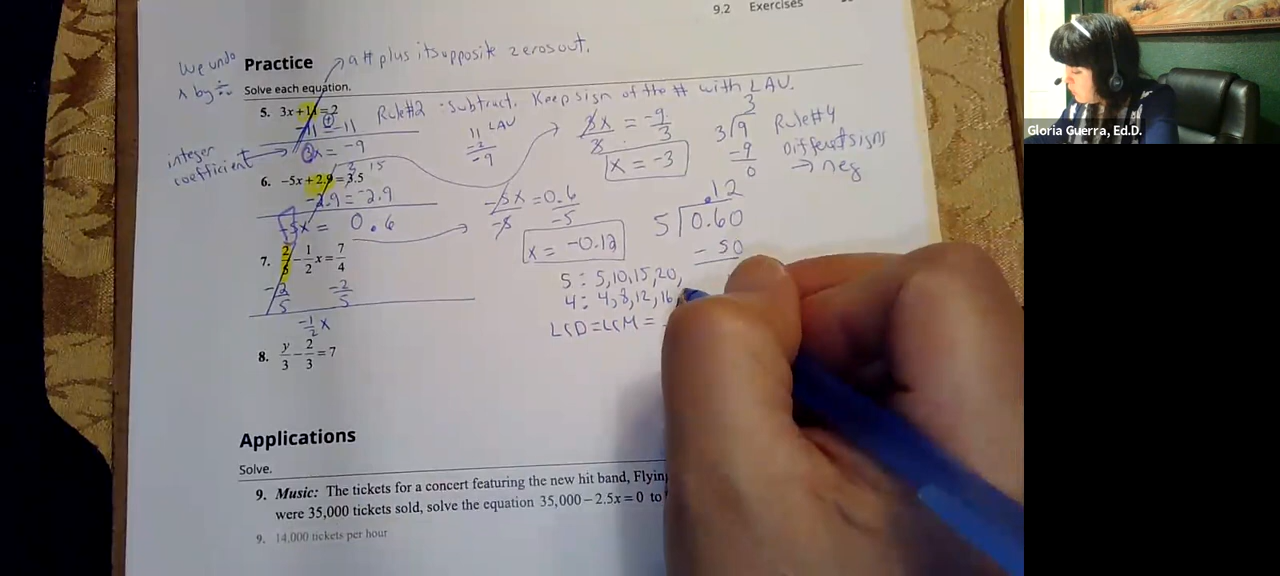 9.2 Exercises
We undo
x by ÷
Practice
a # plus its opposite zeros out.
Solve each equation.
5. 3x+11=2
-11 = -11
3x = -9
integer
coefficient
Rule #2 - Subtract. Keep sign of the # with LAV.
11 LAV
-2
-9
3x/3 = -9/3
x = -3
3
3)9
-9
0
Rule #4
Different signs
→ neg
6. -5x+2.9=3.5
-2.9 = -2.9
-5x = 0.6
-5x/-5 = 0.6/-5
x = -0.12
.12
5)0.60
-50
7. 2/5 - 1/2 x = 7/4
-2/5 -2/5
-1/2 x
5: 5,10,15,20,
4: 4,8,12,16,
LCD=LCM=
8. y/3 - 2/3 = 7
Applications
Solve.
9. Music: The tickets for a concert featuring the new hit band, Flying
were 35,000 tickets sold, solve the equation 35,000-2.5x=0 to
9. 14,000 tickets per hour
Gloria Guerra, Ed.D.